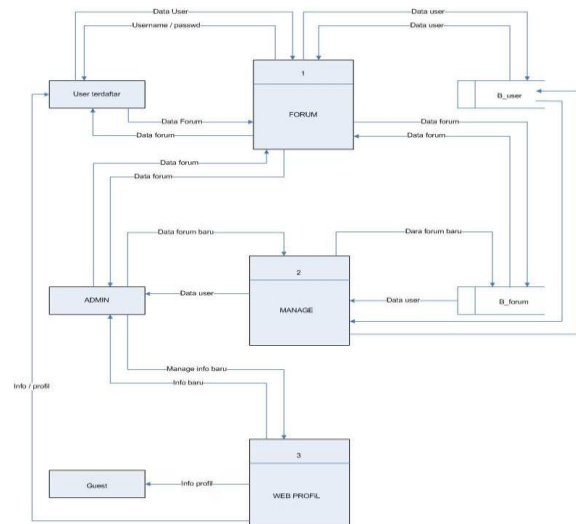 Data User
Data user
Username / passwd
Data user
1
User terdaftar
B_user
FORUM
Data Forum
Data forum
Data forum
Data forum
Data forum
Data forum
Data forum baru
Dara forum baru
2
ADMIN
Data user
Data user
B_forum
MANAGE
Manage info baru
Info / profil
Info baru
3
Guest
Info profil
WEB PROFIL